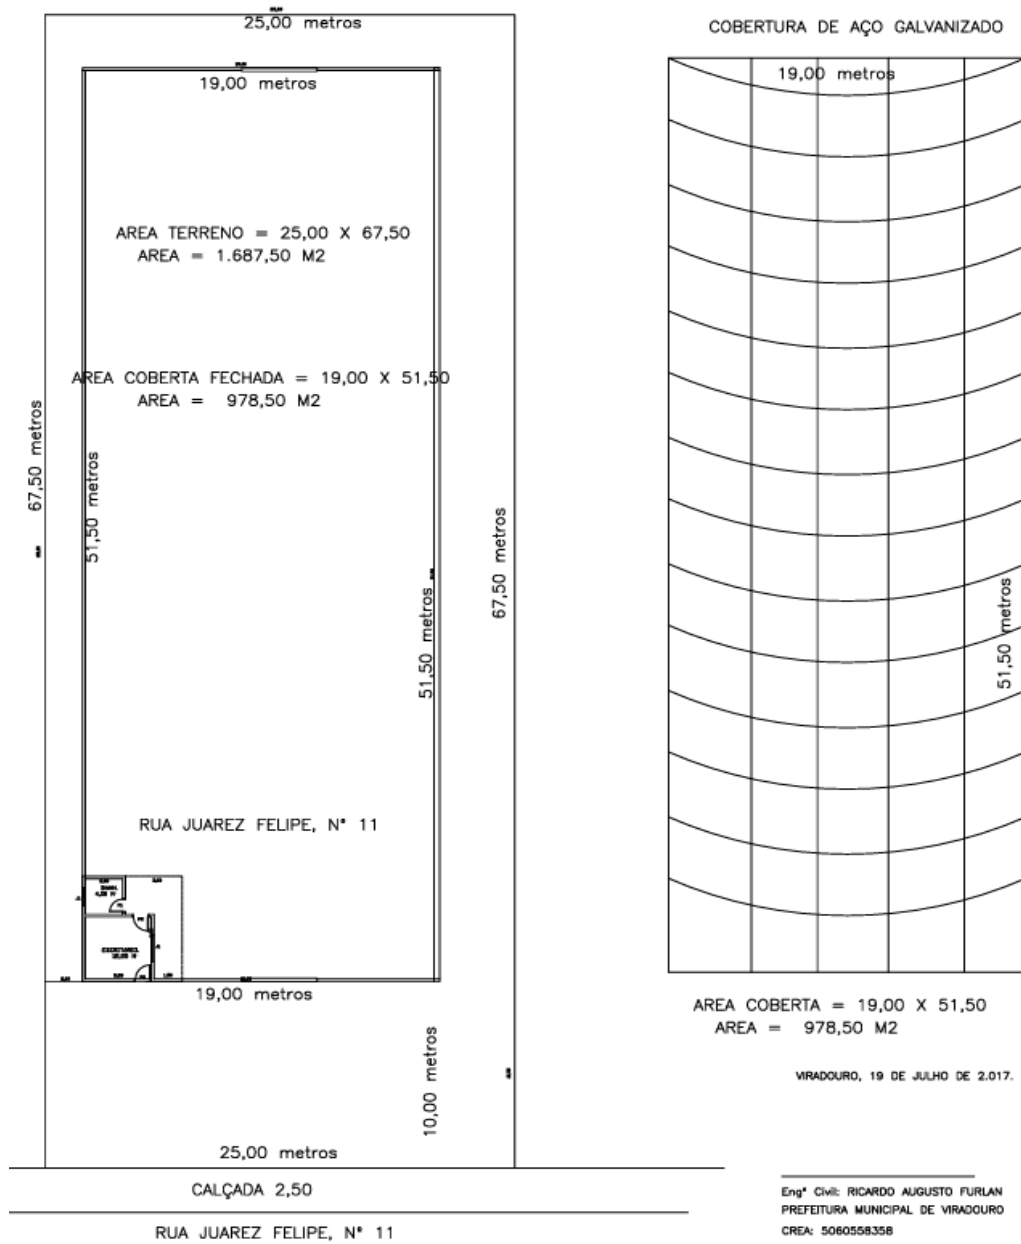 25,00 metros
19,00 metros
AREA TERRENO = 25,00 X 67,50
AREA = 1.687,50 M2
AREA COBERTA FECHADA = 19,00 X 51,50
AREA = 978,50 M2
67,50 metros
51,50 metros
51,50 metros
67,50 metros
RUA JUAREZ FELIPE, N° 11
19,00 metros
10,00 metros
25,00 metros
CALÇADA 2,50
RUA JUAREZ FELIPE, N° 11
COBERTURA DE AÇO GALVANIZADO
19,00 metros
51,50 metros
AREA COBERTA = 19,00 X 51,50
AREA = 978,50 M2
VIRADOURO, 19 DE JULHO DE 2.017.
Engº Civil: RICARDO AUGUSTO FURLAN
PREFEITURA MUNICIPAL DE VIRADOURO
CREA: 5060558358